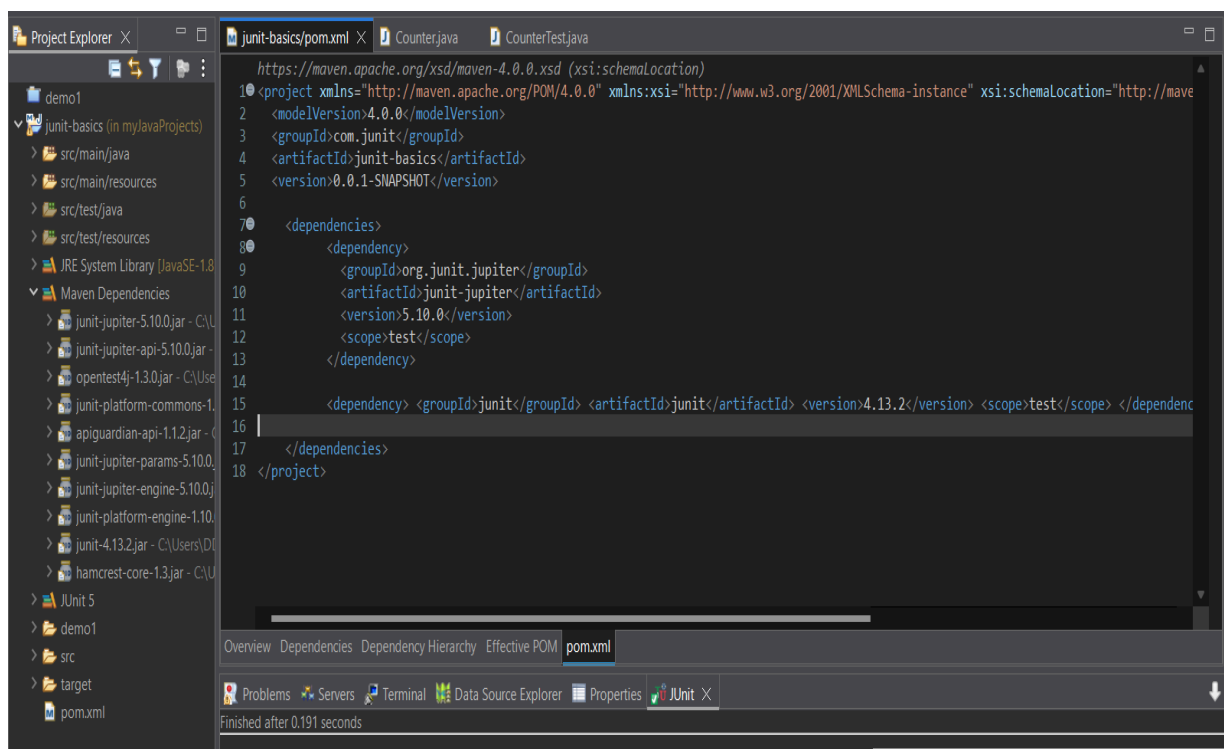 Project Explorer
demo1
junit-basics (in myJavaProjects)
src/main/java
src/main/resources
src/test/java
src/test/resources
JRE System Library [JavaSE-1.8
Maven Dependencies
junit-jupiter-5.10.0.jar - C:\U
junit-jupiter-api-5.10.0.jar -
opentest4j-1.3.0.jar - C:\Use
junit-platform-commons-1.
apiguardian-api-1.1.2.jar - (
junit-jupiter-params-5.10.0.
junit-jupiter-engine-5.10.0.j
junit-platform-engine-1.10.
junit-4.13.2.jar - C:\Users\DI
hamcrest-core-1.3.jar - C:\U
JUnit 5
demo1
src
target
pom.xml
junit-basics/pom.xml Counter.java CounterTest.java
https://maven.apache.org/xsd/maven-4.0.0.xsd (xsi:schemaLocation)
1 <project xmlns="http://maven.apache.org/POM/4.0.0" xmlns:xsi="http://www.w3.org/2001/XMLSchema-instance" xsi:schemaLocation="http://mave
2 <modelVersion>4.0.0</modelVersion>
3 <groupId>com.junit</groupId>
4 <artifactId>junit-basics</artifactId>
5 <version>0.0.1-SNAPSHOT</version>
6
7 <dependencies>
8 <dependency>
9 <groupId>org.junit.jupiter</groupId>
10 <artifactId>junit-jupiter</artifactId>
11 <version>5.10.0</version>
12 <scope>test</scope>
13 </dependency>
14
15 <dependency> <groupId>junit</groupId> <artifactId>junit</artifactId> <version>4.13.2</version> <scope>test</scope> </dependenc
16
17 </dependencies>
18 </project>
Overview Dependencies Dependency Hierarchy Effective POM pom.xml
Problems Servers Terminal Data Source Explorer Properties JUnit
Finished after 0.191 seconds